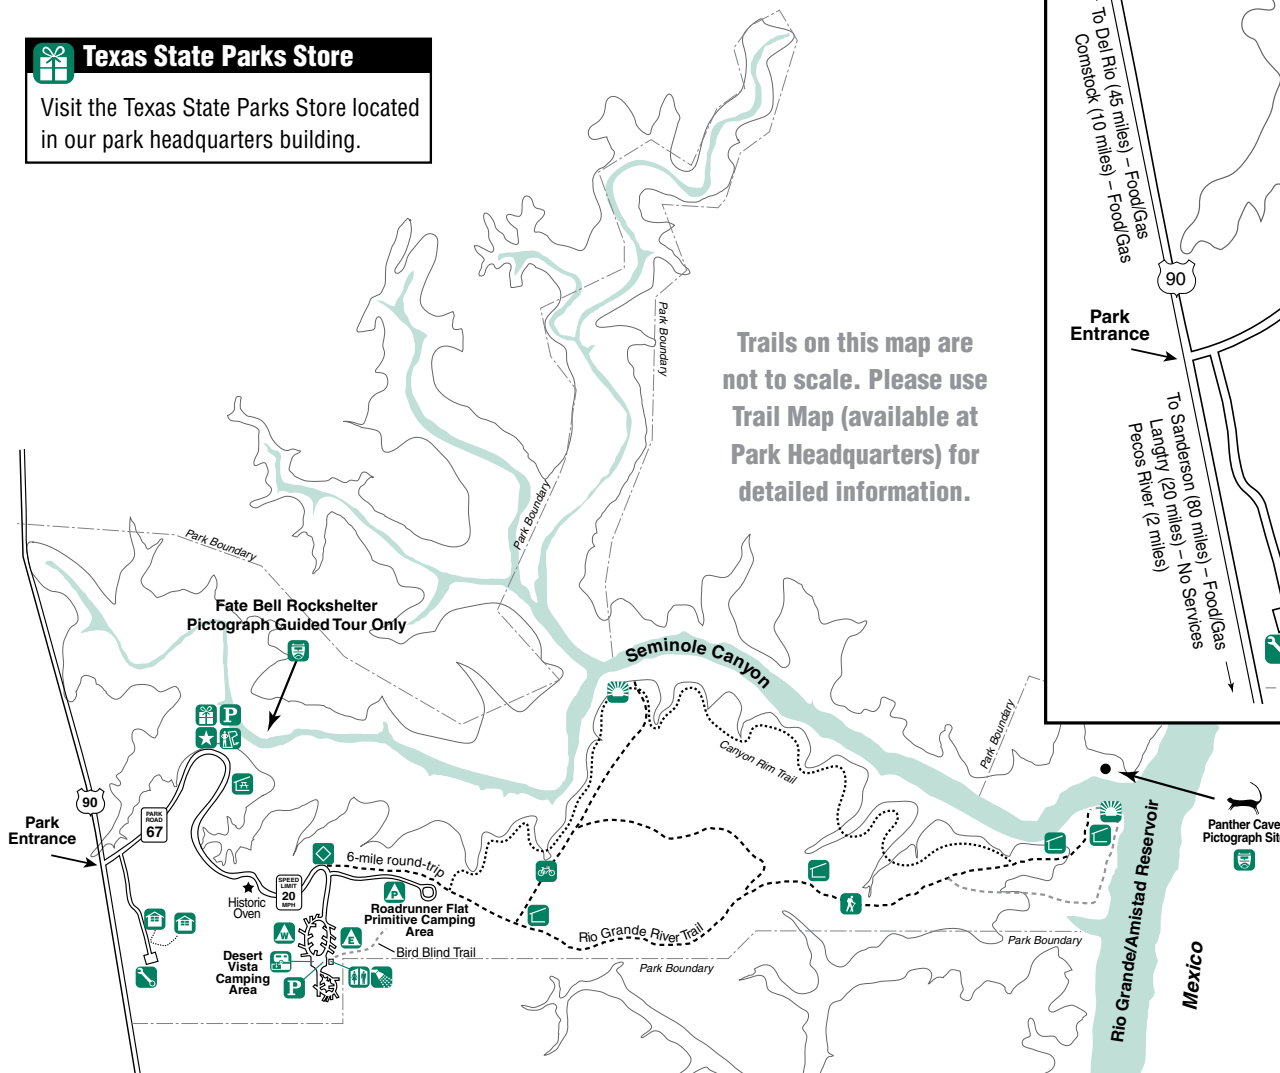 Texas State Parks Store
Visit the Texas State Parks Store located
in our park headquarters building.
To Del Rio (45 miles) – Food/Gas
Comstock (10 miles) – Food/Gas
90
Park
Entrance
To Sanderson (80 miles) – Food/Gas
Langtry (20 miles) – No Services
Pecos River (2 miles)
Trails on this map are
not to scale. Please use
Trail Map (available at
Park Headquarters) for
detailed information.
Park Boundary
Park Boundary
Park Boundary
Fate Bell Rockshelter
Pictograph Guided Tour Only
Seminole Canyon
Park Boundary
Canyon Rim Trail
P
90
PARK
ROAD
67
Park
Entrance
6-mile round-trip
SPEED
LIMIT
20
MPH
Historic
Oven
P
Roadrunner Flat
Primitive Camping
Area
W
E
Bird Blind Trail
Desert
Vista
Camping
Area
P
Rio Grande River Trail
Park Boundary
Park Boundary
Panther Cave
Pictograph Site
Rio Grande/Amistad Reservoir
Mexico